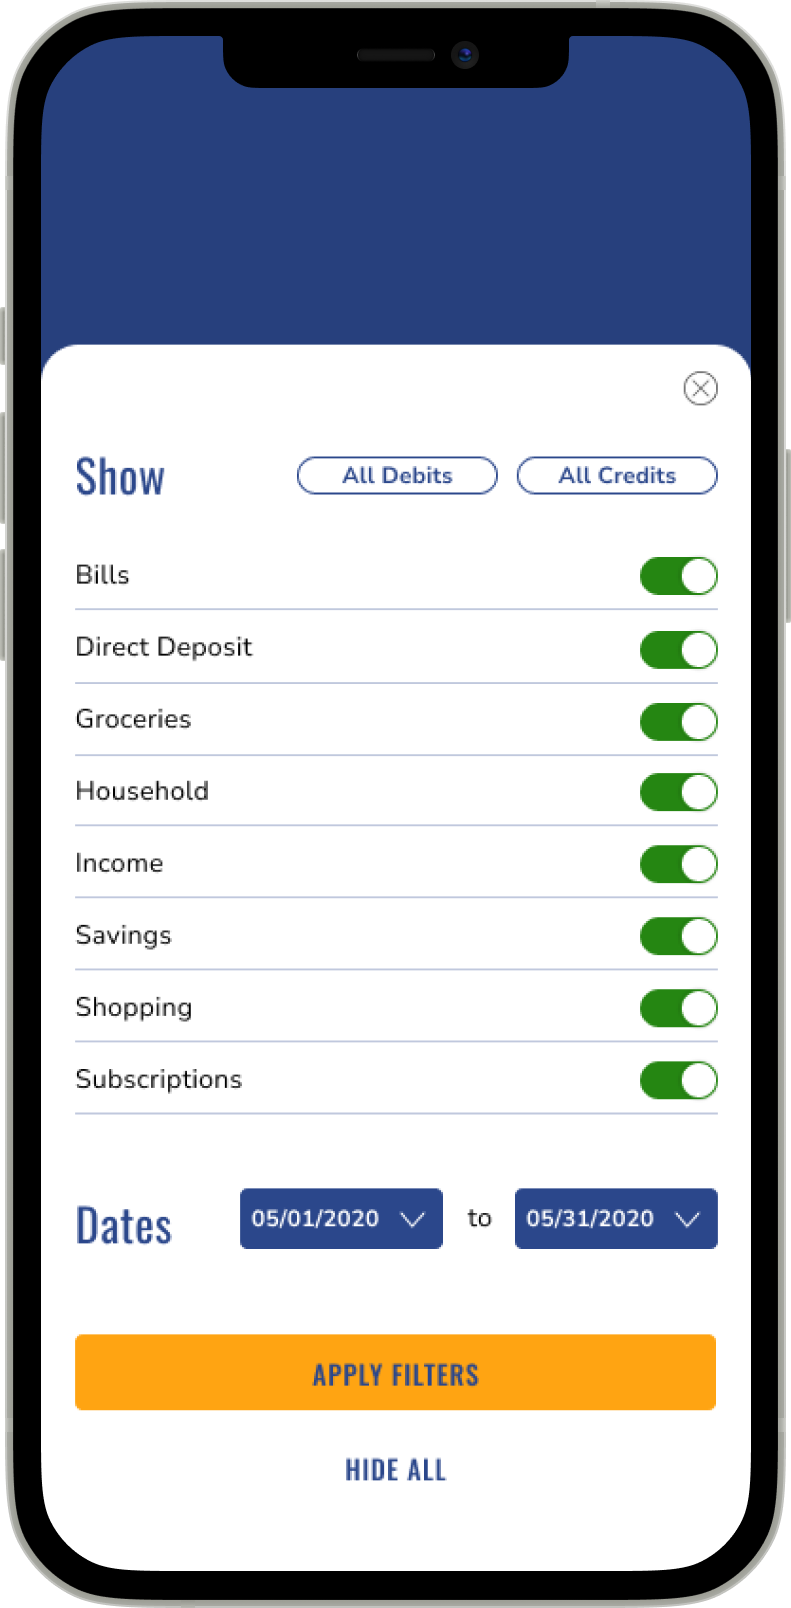 Show All Debits All Credits
Bills
Direct Deposit
Groceries
Household
Income
Savings
Shopping
Subscriptions
Dates 05/01/2020 to 05/31/2020
APPLY FILTERS
HIDE ALL